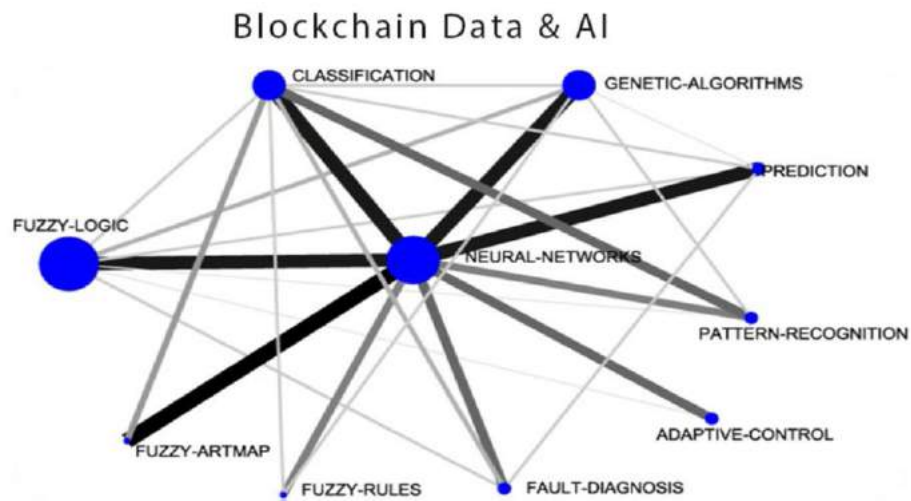 Blockchain Data & AI
CLASSIFICATION
GENETIC-ALGORITHMS
PREDICTION
FUZZY-LOGIC
NEURAL-NETWORKS
PATTERN-RECOGNITION
ADAPTIVE-CONTROL
FUZZY-ARTMAP
FUZZY-RULES
FAULT-DIAGNOSIS